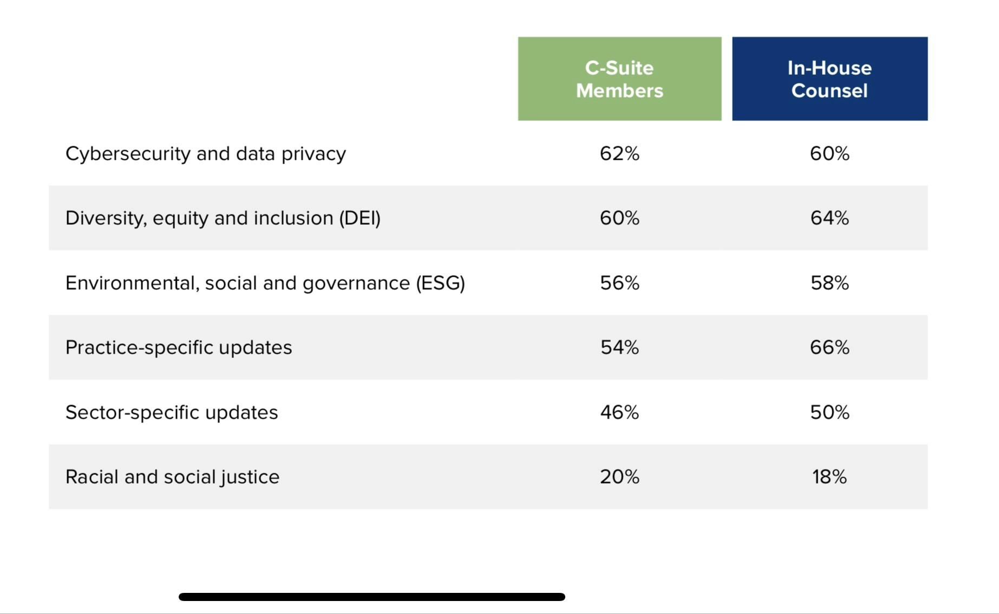 C-Suite
Members
In-House
Counsel
Cybersecurity and data privacy 62% 60%
Diversity, equity and inclusion (DEI) 60% 64%
Environmental, social and governance (ESG) 56% 58%
Practice-specific updates 54% 66%
Sector-specific updates 46% 50%
Racial and social justice 20% 18%